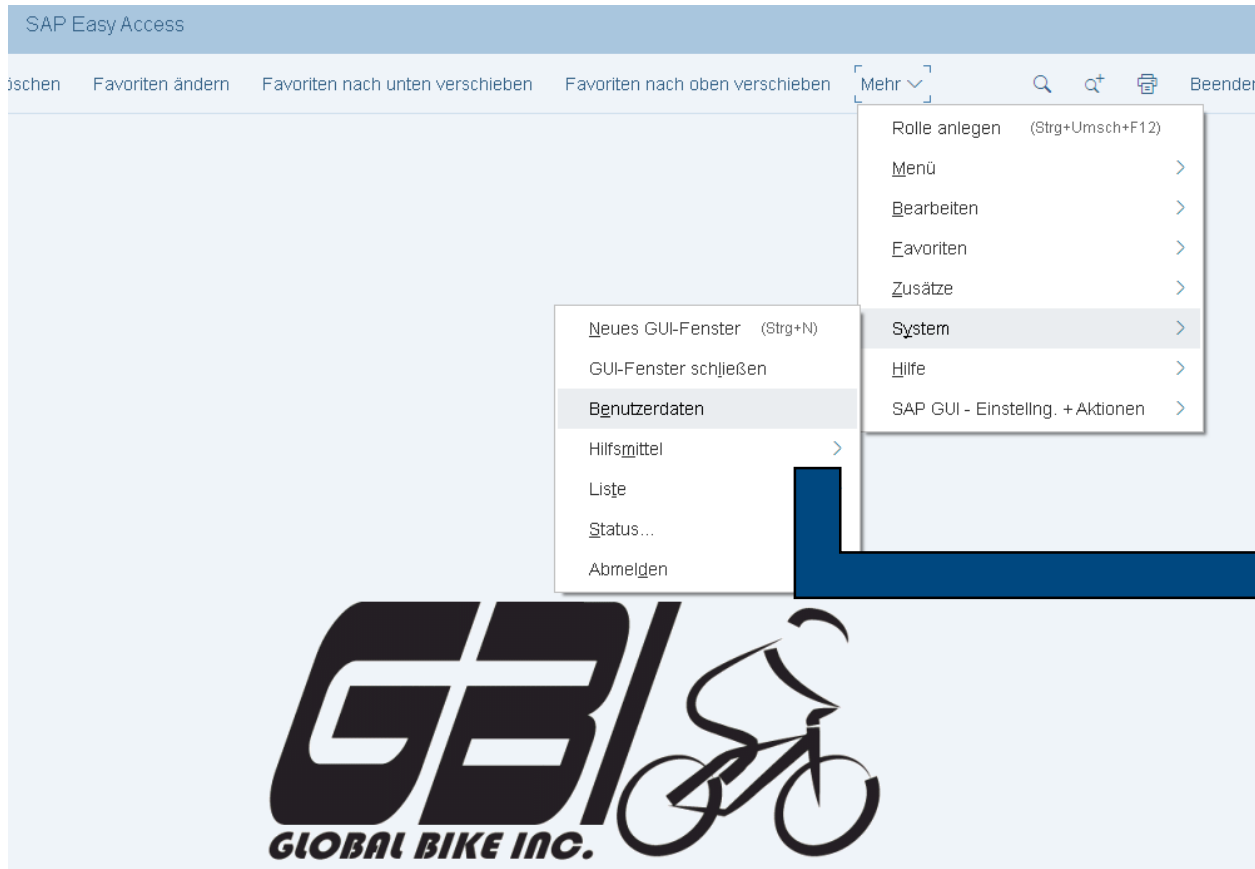 SAP Easy Access
öschen Favoriten ändern Favoriten nach unten verschieben Favoriten nach oben verschieben Mehr Beenden
Rolle anlegen (Strg+Umsch+F12)
Menü
Bearbeiten
Favoriten
Zusätze
System
Hilfe
SAP GUI - Einstellng. + Aktionen
Neues GUI-Fenster (Strg+N)
GUI-Fenster schließen
Benutzerdaten
Hilfsmittel
Liste
Status...
Abmelden
GBI
GLOBAL BIKE INC.